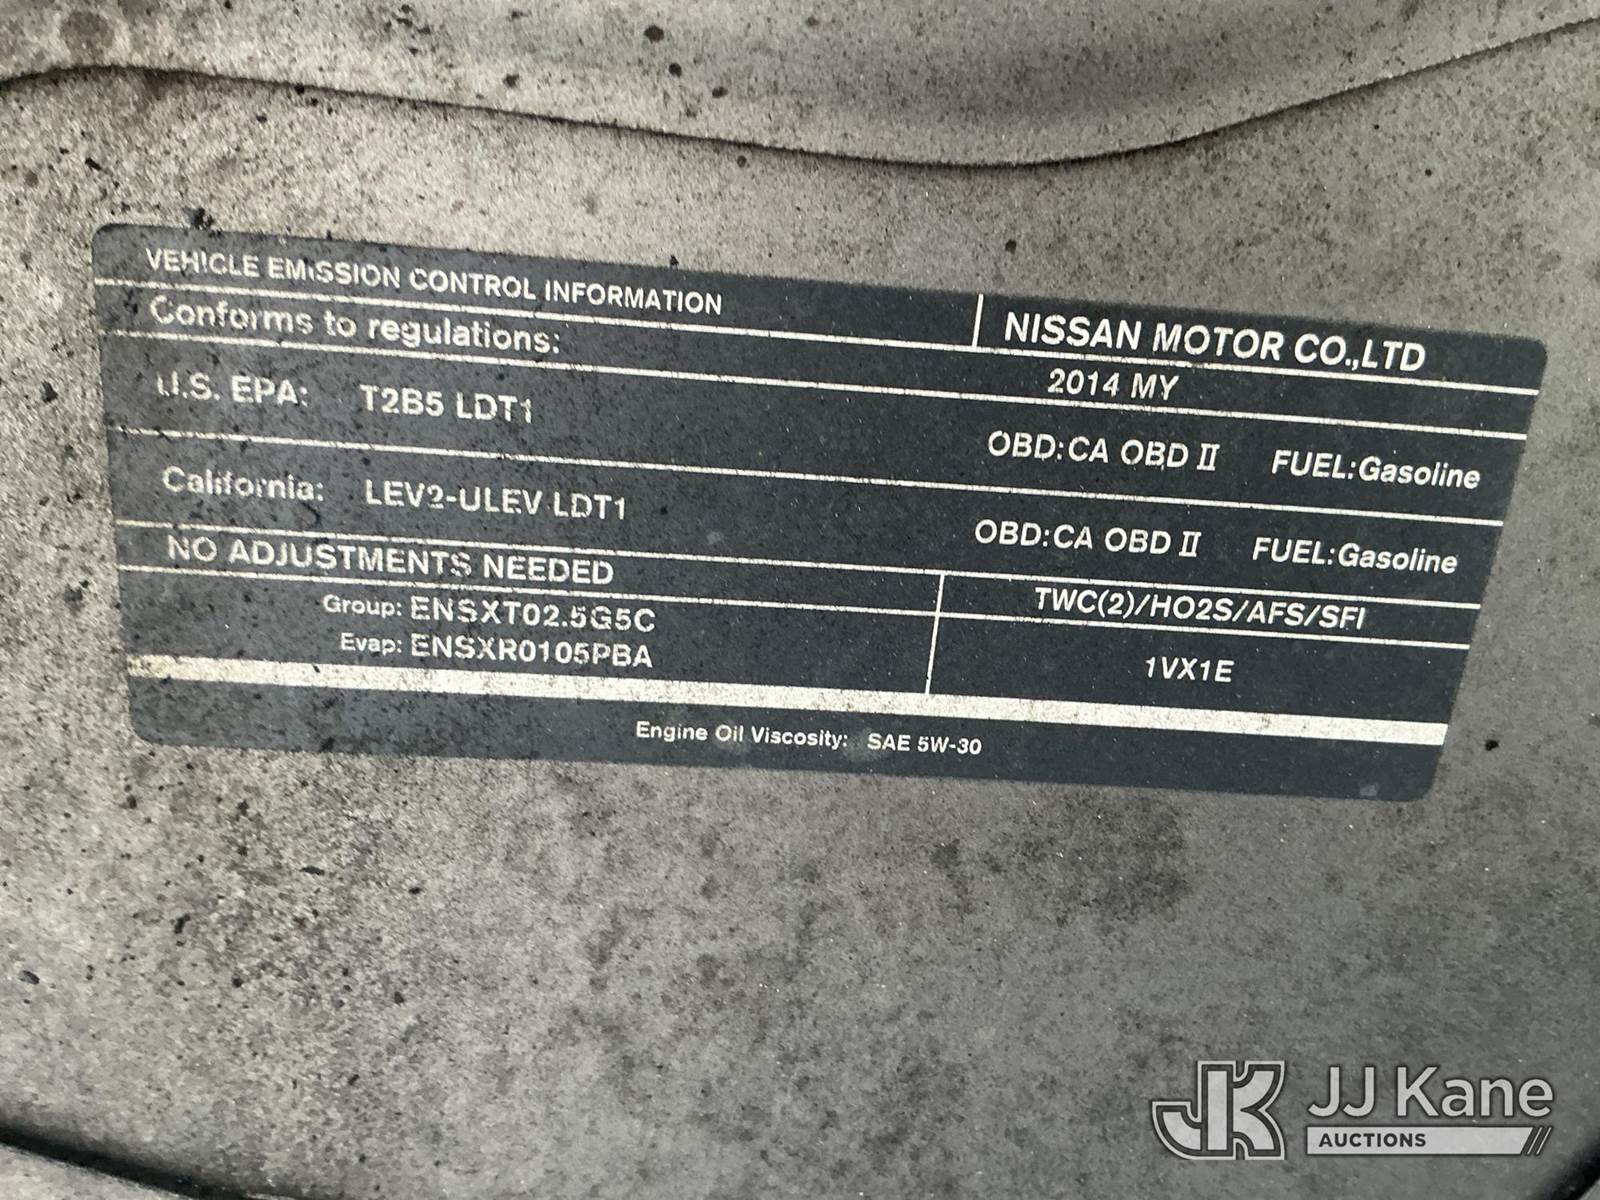 VEHICLE EMISSION CONTROL INFORMATION NISSAN MOTOR CO.,LTD
Conforms to regulations: 2014 MY
U.S. EPA: T2B5 LDT1 OBD:CA OBD II FUEL:Gasoline
California: LEV2-ULEV LDT1 OBD:CA OBD II FUEL:Gasoline
NO ADJUSTMENTS NEEDED TWC(2)/HO2S/AFS/SFI
Group: ENSXT02.5G5C
Evap: ENSXR0105PBA 1VX1E
Engine Oil Viscosity: SAE 5W-30
JK JJ Kane
AUCTIONS